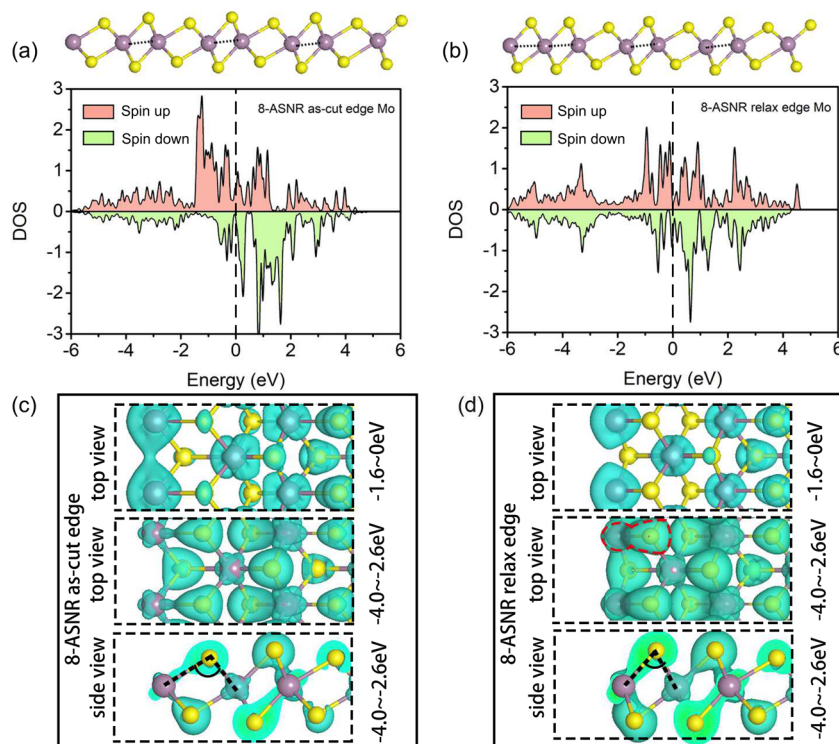 (a)
(b)
3
2
1
0
-1
-2
-3
DOS
Spin up
Spin down
8-ASNR as-cut edge Mo
-6
-4
-2
0
2
4
6
Energy (eV)
3
2
1
0
-1
-2
-3
DOS
Spin up
Spin down
8-ASNR relax edge Mo
-6
-4
-2
0
2
4
6
Energy (eV)
(c)
8-ASNR as-cut edge
top view
-1.6~0eV
top view
-4.0~-2.6eV
side view
-4.0~-2.6eV
(d)
8-ASNR relax edge
top view
-1.6~0eV
top view
-4.0~-2.6eV
side view
-4.0~-2.6eV